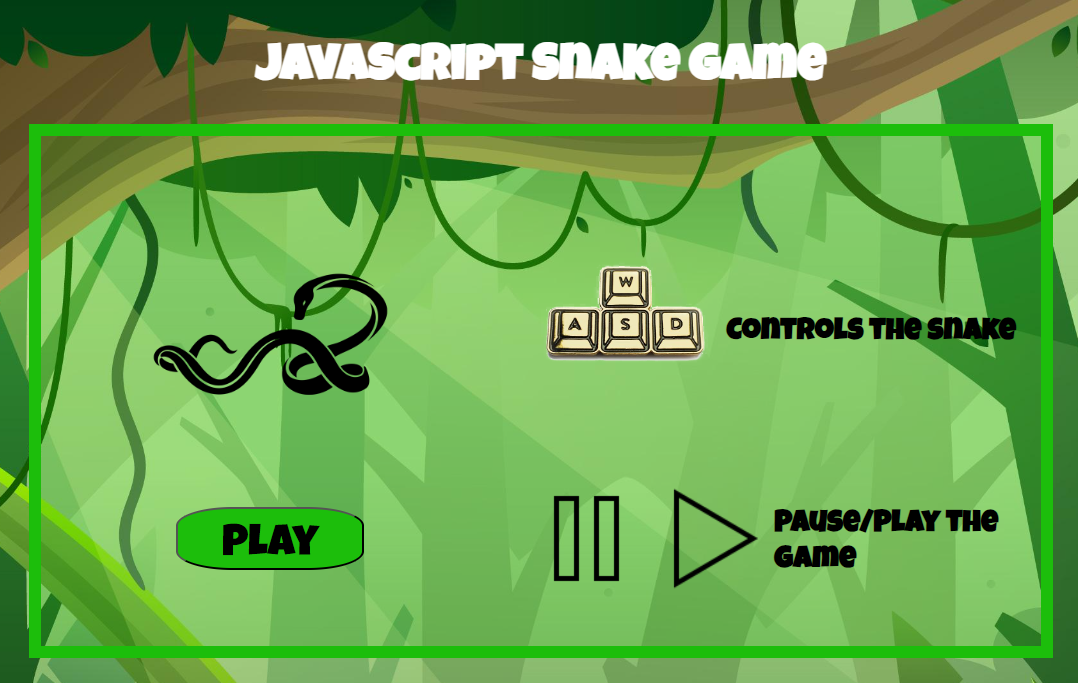 JAVASCRIPT SNAKE GAME
W
A S D
CONTROLS THE SNAKE
PLAY
PAUSE/PLAY THE
GAME